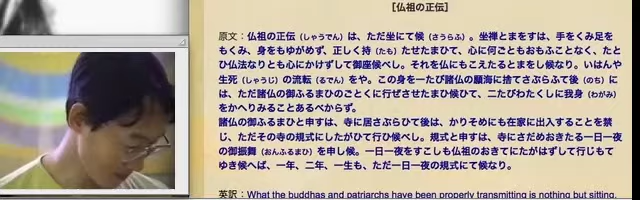 【仏祖の正伝】
原文：仏祖の正伝（しゃうでん）は、ただ坐にて候（さうらふ）。坐禅とまをすは、手をくみ足を
もくみ、身をもゆがめず、正しく持（たも）たせたまひて、心に何ごともおもふことなく、たと
ひ仏法なりとも心にかけずして御座候べし。それを仏にもこえたるとまをし候なり。いはんや
生死（しゃうじ）の流転（るでん）をや。この身を一たび諸仏の願海に捨てさぶらふて後（のち）に
は、ただ諸仏の御ふるまひのごとくに行ぜさせたまひ候ひて、二たびわたくしに我身（わがみ）
をかへりみることあるべからず。
諸仏の御ふるまひと申すは、寺に居さぶらひて後は、かりそめにも在家に出入することを禁
じ、ただその寺の規式にしたがひて行ひ候べし。規式と申すは、寺にさだめおきたる一日一夜
の御振舞（おんふるまひ）を申し候。一日一夜をすこしも仏祖のおきてにたがはずして行じもて
ゆき候へば、一年、二年、一生も、ただ一日一夜の規式にて候なり。
英訳：What the buddhas and patriarchs have been properly transmitting is nothing but sitting.